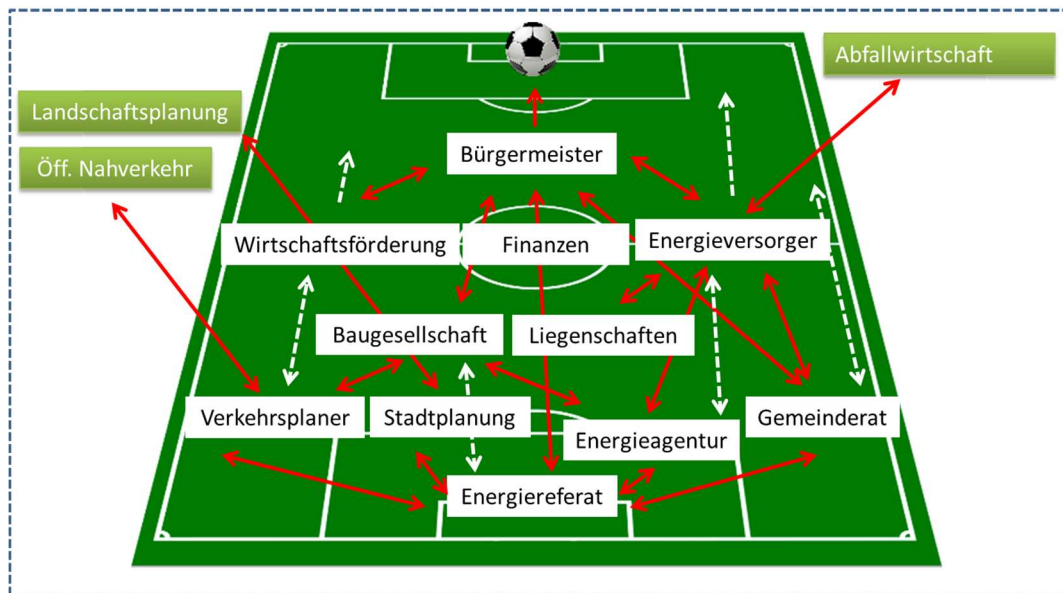 Abfallwirtschaft
Landschaftsplanung
Öff. Nahverkehr
Bürgermeister
Wirtschaftsförderung
Finanzen
Energieversorger
Baugesellschaft
Liegenschaften
Verkehrsplaner
Stadtplanung
Energieagentur
Gemeinderat
Energiereferat